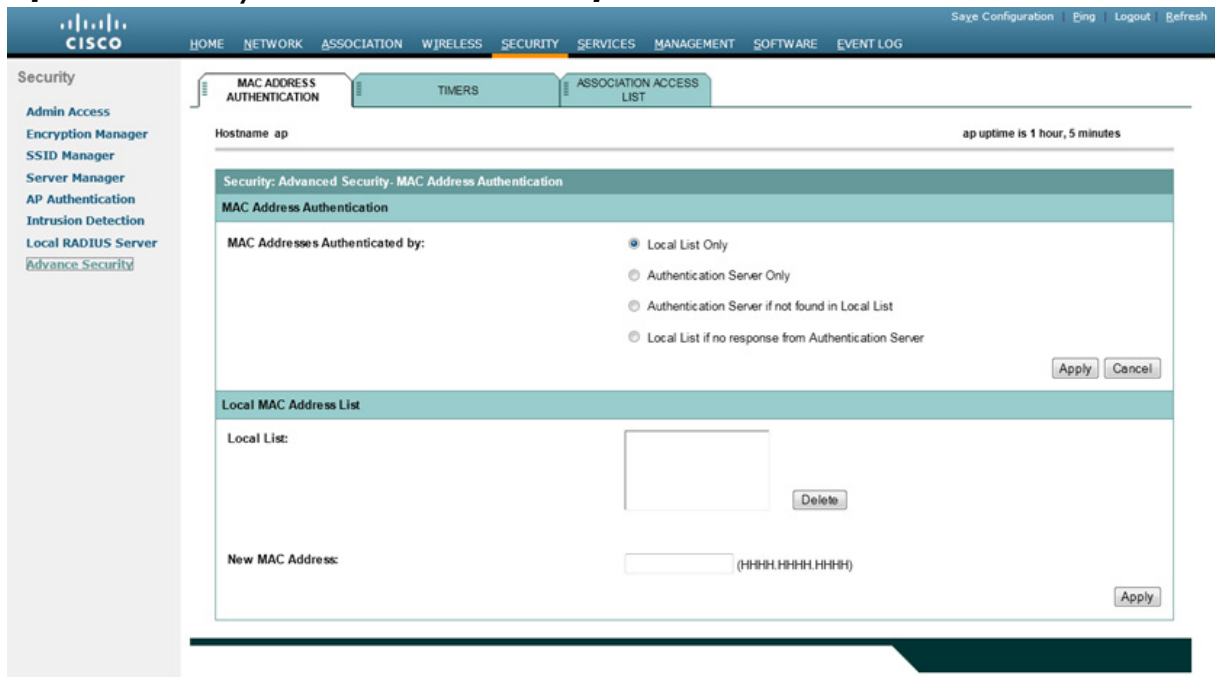 Save Configuration | Ping | Logout | Refresh
CISCO
HOME NETWORK ASSOCIATION WIRELESS SECURITY SERVICES MANAGEMENT SOFTWARE EVENT LOG
Security
Admin Access
Encryption Manager
SSID Manager
Server Manager
AP Authentication
Intrusion Detection
Local RADIUS Server
Advance Security
MAC ADDRESS
AUTHENTICATION
TIMERS
ASSOCIATION ACCESS
LIST
Hostname ap
ap uptime is 1 hour, 5 minutes
Security: Advanced Security- MAC Address Authentication
MAC Address Authentication
MAC Addresses Authenticated by:
Local List Only
Authentication Server Only
Authentication Server if not found in Local List
Local List if no response from Authentication Server
Apply Cancel
Local MAC Address List
Local List:
Delete
New MAC Address:
(HHHH.HHHH.HHHH)
Apply